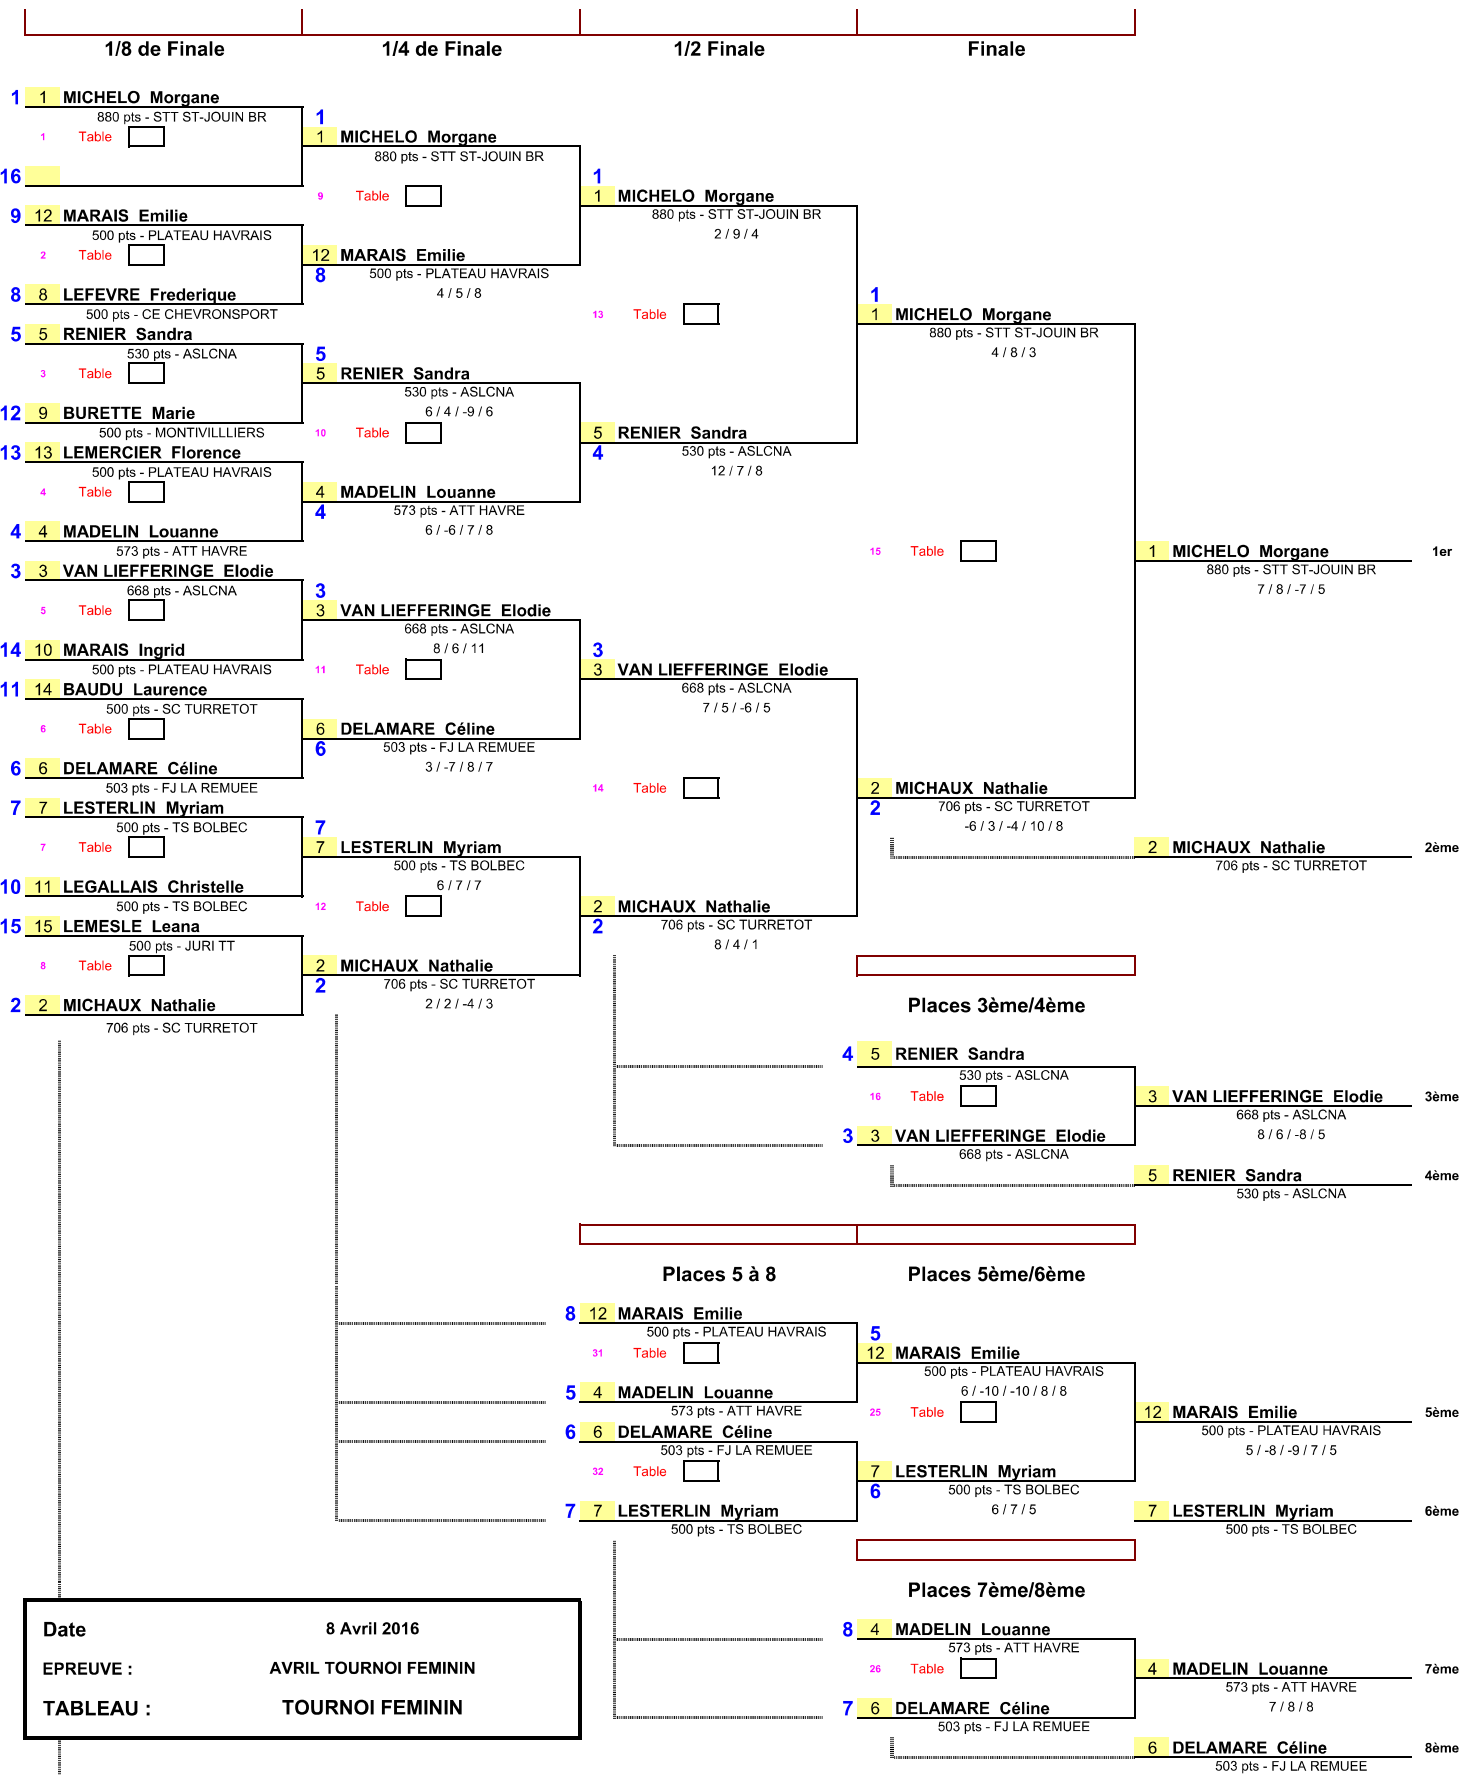 1/8 de Finale 1/4 de Finale 1/2 Finale Finale
1 1 MICHELO Morgane
880 pts - STT ST-JOUIN BR
1 Table
16
9 12 MARAIS Emilie
500 pts - PLATEAU HAVRAIS
2 Table
8 8 LEFEVRE Frederique
500 pts - CE CHEVRONSPORT
5 5 RENIER Sandra
530 pts - ASLCNA
3 Table
12 9 BURETTE Marie
500 pts - MONTIVILLLIERS
13 13 LEMERCIER Florence
500 pts - PLATEAU HAVRAIS
4 Table
4 4 MADELIN Louanne
573 pts - ATT HAVRE
3 3 VAN LIEFFERINGE Elodie
668 pts - ASLCNA
5 Table
14 10 MARAIS Ingrid
500 pts - PLATEAU HAVRAIS
11 14 BAUDU Laurence
500 pts - SC TURRETOT
6 Table
6 6 DELAMARE Céline
503 pts - FJ LA REMUEE
7 7 LESTERLIN Myriam
500 pts - TS BOLBEC
7 Table
10 11 LEGALLAIS Christelle
500 pts - TS BOLBEC
15 15 LEMESLE Leana
500 pts - JURI TT
8 Table
2 2 MICHAUX Nathalie
706 pts - SC TURRETOT
1
1 MICHELO Morgane
880 pts - STT ST-JOUIN BR
9 Table
12 MARAIS Emilie
8 500 pts - PLATEAU HAVRAIS
4 / 5 / 8
5
5 RENIER Sandra
530 pts - ASLCNA
6 / 4 / -9 / 6
10 Table
4 MADELIN Louanne
4 573 pts - ATT HAVRE
6 / -6 / 7 / 8
3
3 VAN LIEFFERINGE Elodie
668 pts - ASLCNA
8 / 6 / 11
11 Table
6 DELAMARE Céline
6 503 pts - FJ LA REMUEE
3 / -7 / 8 / 7
7
7 LESTERLIN Myriam
500 pts - TS BOLBEC
6 / 7 / 7
12 Table
2 MICHAUX Nathalie
2 706 pts - SC TURRETOT
2 / 2 / -4 / 3
1
1 MICHELO Morgane
880 pts - STT ST-JOUIN BR
2 / 9 / 4
13 Table
5 RENIER Sandra
4 530 pts - ASLCNA
12 / 7 / 8
3
3 VAN LIEFFERINGE Elodie
668 pts - ASLCNA
7 / 5 / -6 / 5
14 Table
2 MICHAUX Nathalie
2 706 pts - SC TURRETOT
8 / 4 / 1
1
1 MICHELO Morgane
880 pts - STT ST-JOUIN BR
4 / 8 / 3
15 Table
2 MICHAUX Nathalie
2 706 pts - SC TURRETOT
-6 / 3 / -4 / 10 / 8
1 MICHELO Morgane 1er
880 pts - STT ST-JOUIN BR
7 / 8 / -7 / 5
2 MICHAUX Nathalie 2ème
706 pts - SC TURRETOT
Places 3ème/4ème
4 5 RENIER Sandra
530 pts - ASLCNA
16 Table
3 3 VAN LIEFFERINGE Elodie
668 pts - ASLCNA
3 VAN LIEFFERINGE Elodie 3ème
668 pts - ASLCNA
8 / 6 / -8 / 5
5 RENIER Sandra 4ème
530 pts - ASLCNA
Places 5 à 8 Places 5ème/6ème
8 12 MARAIS Emilie
500 pts - PLATEAU HAVRAIS
31 Table
5 4 MADELIN Louanne
573 pts - ATT HAVRE
6 6 DELAMARE Céline
503 pts - FJ LA REMUEE
32 Table
7 7 LESTERLIN Myriam
500 pts - TS BOLBEC
5
12 MARAIS Emilie
500 pts - PLATEAU HAVRAIS
6 / -10 / -10 / 8 / 8
25 Table
7 LESTERLIN Myriam
6 500 pts - TS BOLBEC
6 / 7 / 5
12 MARAIS Emilie 5ème
500 pts - PLATEAU HAVRAIS
5 / -8 / -9 / 7 / 5
7 LESTERLIN Myriam 6ème
500 pts - TS BOLBEC
Places 7ème/8ème
8 4 MADELIN Louanne
573 pts - ATT HAVRE
26 Table
7 6 DELAMARE Céline
503 pts - FJ LA REMUEE
4 MADELIN Louanne 7ème
573 pts - ATT HAVRE
7 / 8 / 8
6 DELAMARE Céline 8ème
503 pts - FJ LA REMUEE
Date 8 Avril 2016
EPREUVE : AVRIL TOURNOI FEMININ
TABLEAU : TOURNOI FEMININ